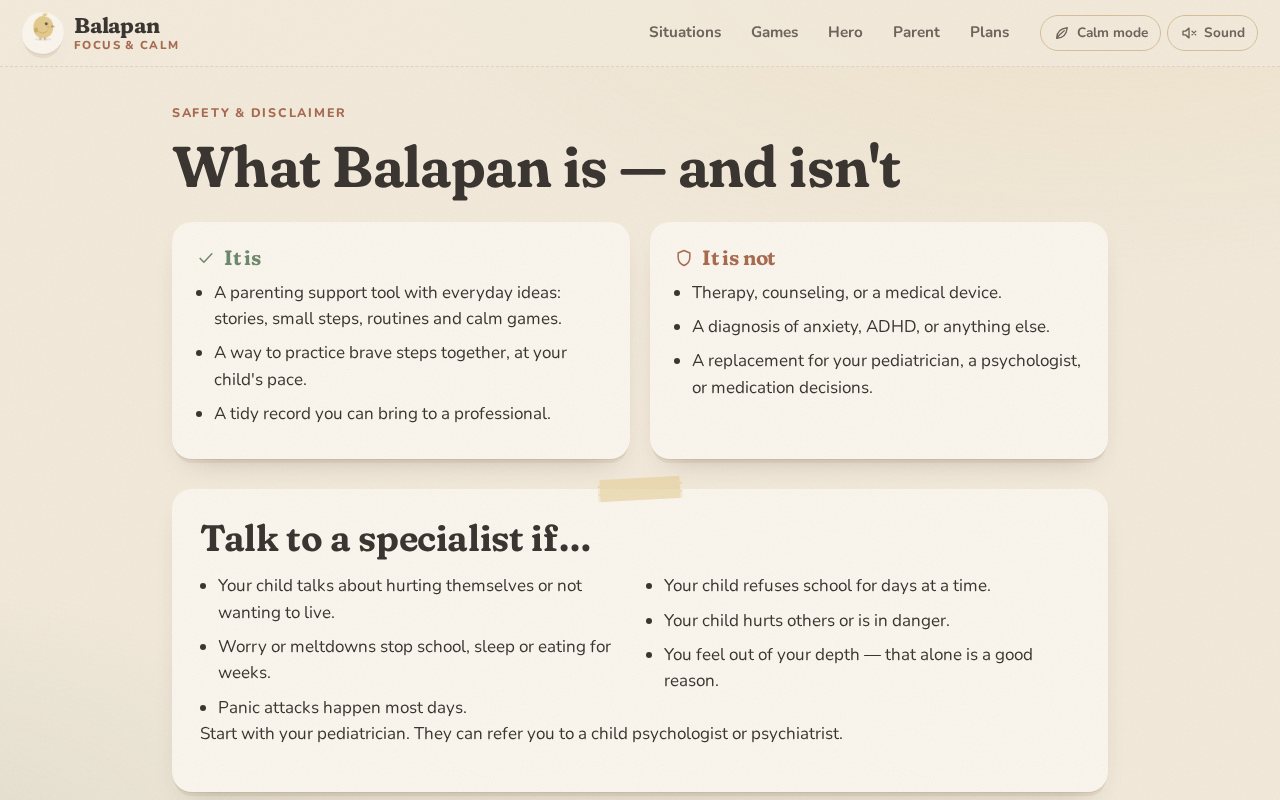 Balapan
FOCUS & CALM
Situations
Games
Hero
Parent
Plans
Calm mode
Sound
SAFETY & DISCLAIMER
What Balapan is — and isn't
It is
A parenting support tool with everyday ideas:
stories, small steps, routines and calm games.
A way to practice brave steps together, at your
child's pace.
A tidy record you can bring to a professional.
It is not
Therapy, counseling, or a medical device.
A diagnosis of anxiety, ADHD, or anything else.
A replacement for your pediatrician, a psychologist,
or medication decisions.
Talk to a specialist if…
Your child talks about hurting themselves or not
wanting to live.
Worry or meltdowns stop school, sleep or eating for
weeks.
Panic attacks happen most days.
Your child refuses school for days at a time.
Your child hurts others or is in danger.
You feel out of your depth — that alone is a good
reason.
Start with your pediatrician. They can refer you to a child psychologist or psychiatrist.